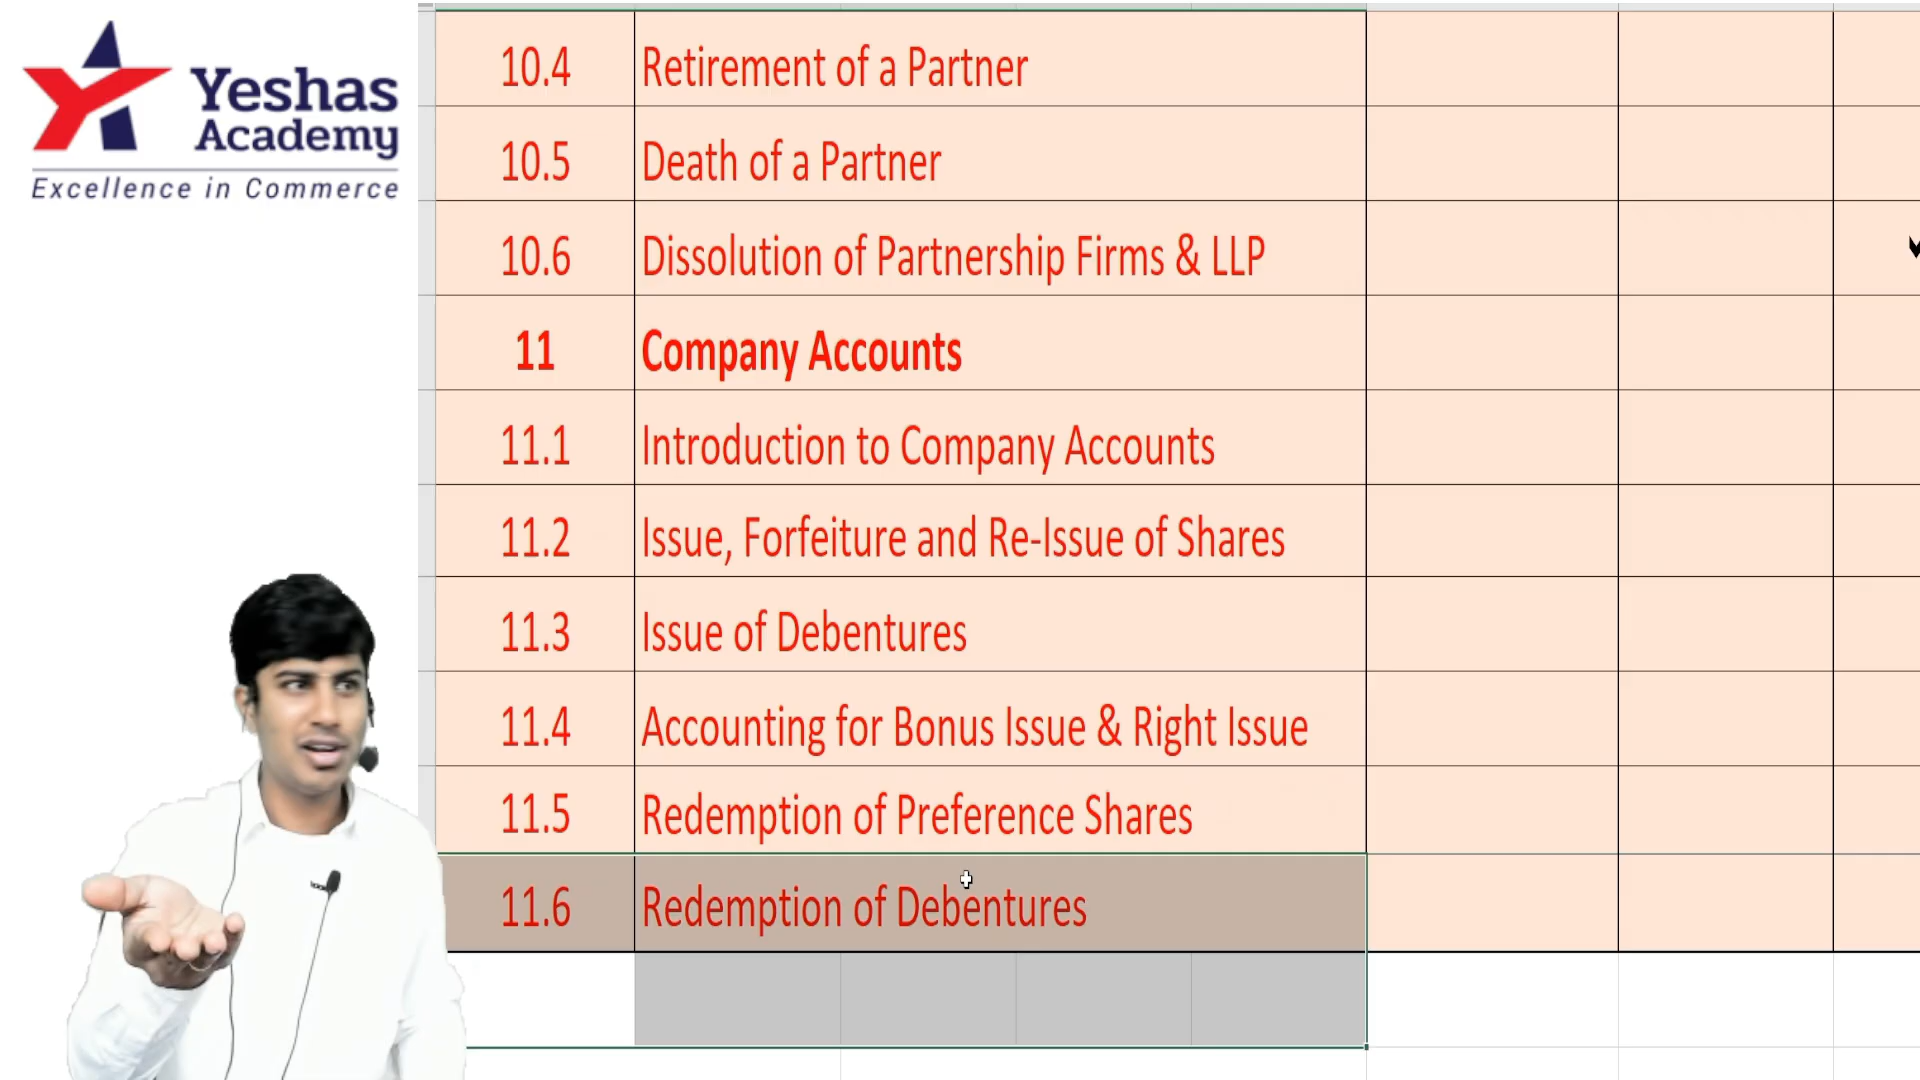 Yeshas
Academy
Excellence in Commerce
10.4 Retirement of a Partner
10.5 Death of a Partner
10.6 Dissolution of Partnership Firms & LLP
11 Company Accounts
11.1 Introduction to Company Accounts
11.2 Issue, Forfeiture and Re-Issue of Shares
11.3 Issue of Debentures
11.4 Accounting for Bonus Issue & Right Issue
11.5 Redemption of Preference Shares
11.6 Redemption of Debentures